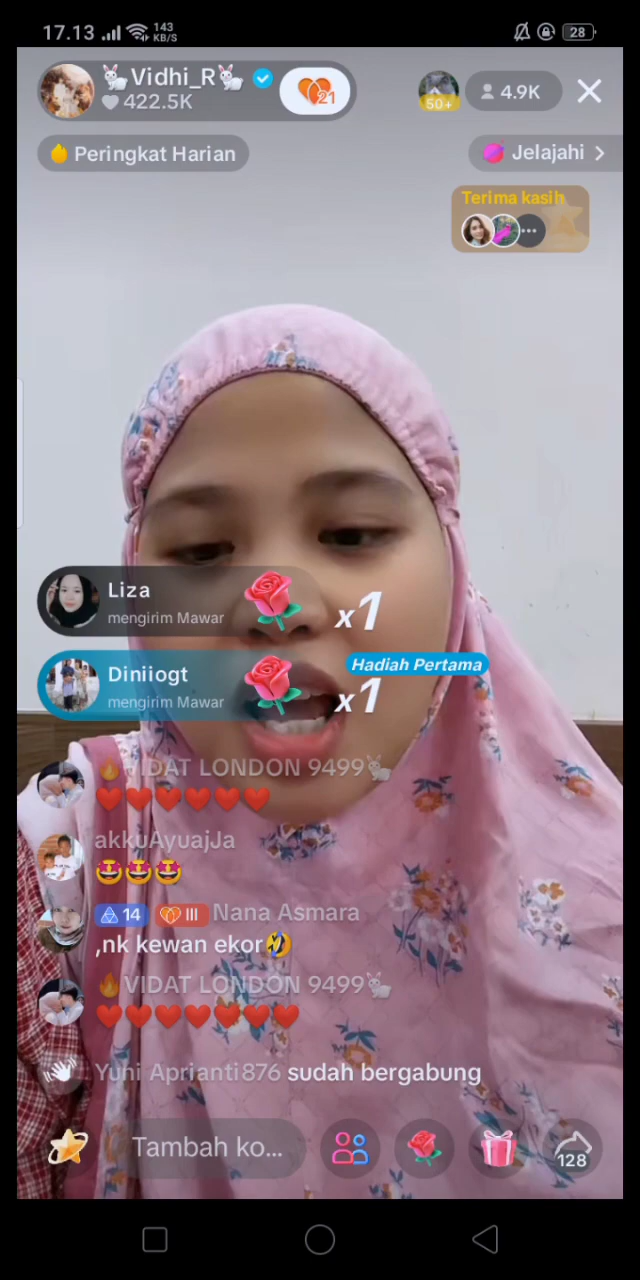 17.13
143
KB/S
28
🐇Vidhi_R🐇
422.5K
21
50+
4.9K
Peringkat Harian
Jelajahi
Terima kasih
Liza
mengirim Mawar
x1
Hadiah Pertama
Diniiogt
mengirim Mawar
x1
🔥VIDAT LONDON 9499🐇
❤️❤️❤️❤️❤️❤️
akkuAyuajJa
🤩🤩🤩
14 III Nana Asmara
,nk kewan ekor🤣
🔥VIDAT LONDON 9499🐇
❤️❤️❤️❤️❤️❤️❤️
Yuni Aprianti876 sudah bergabung
Tambah ko...
128